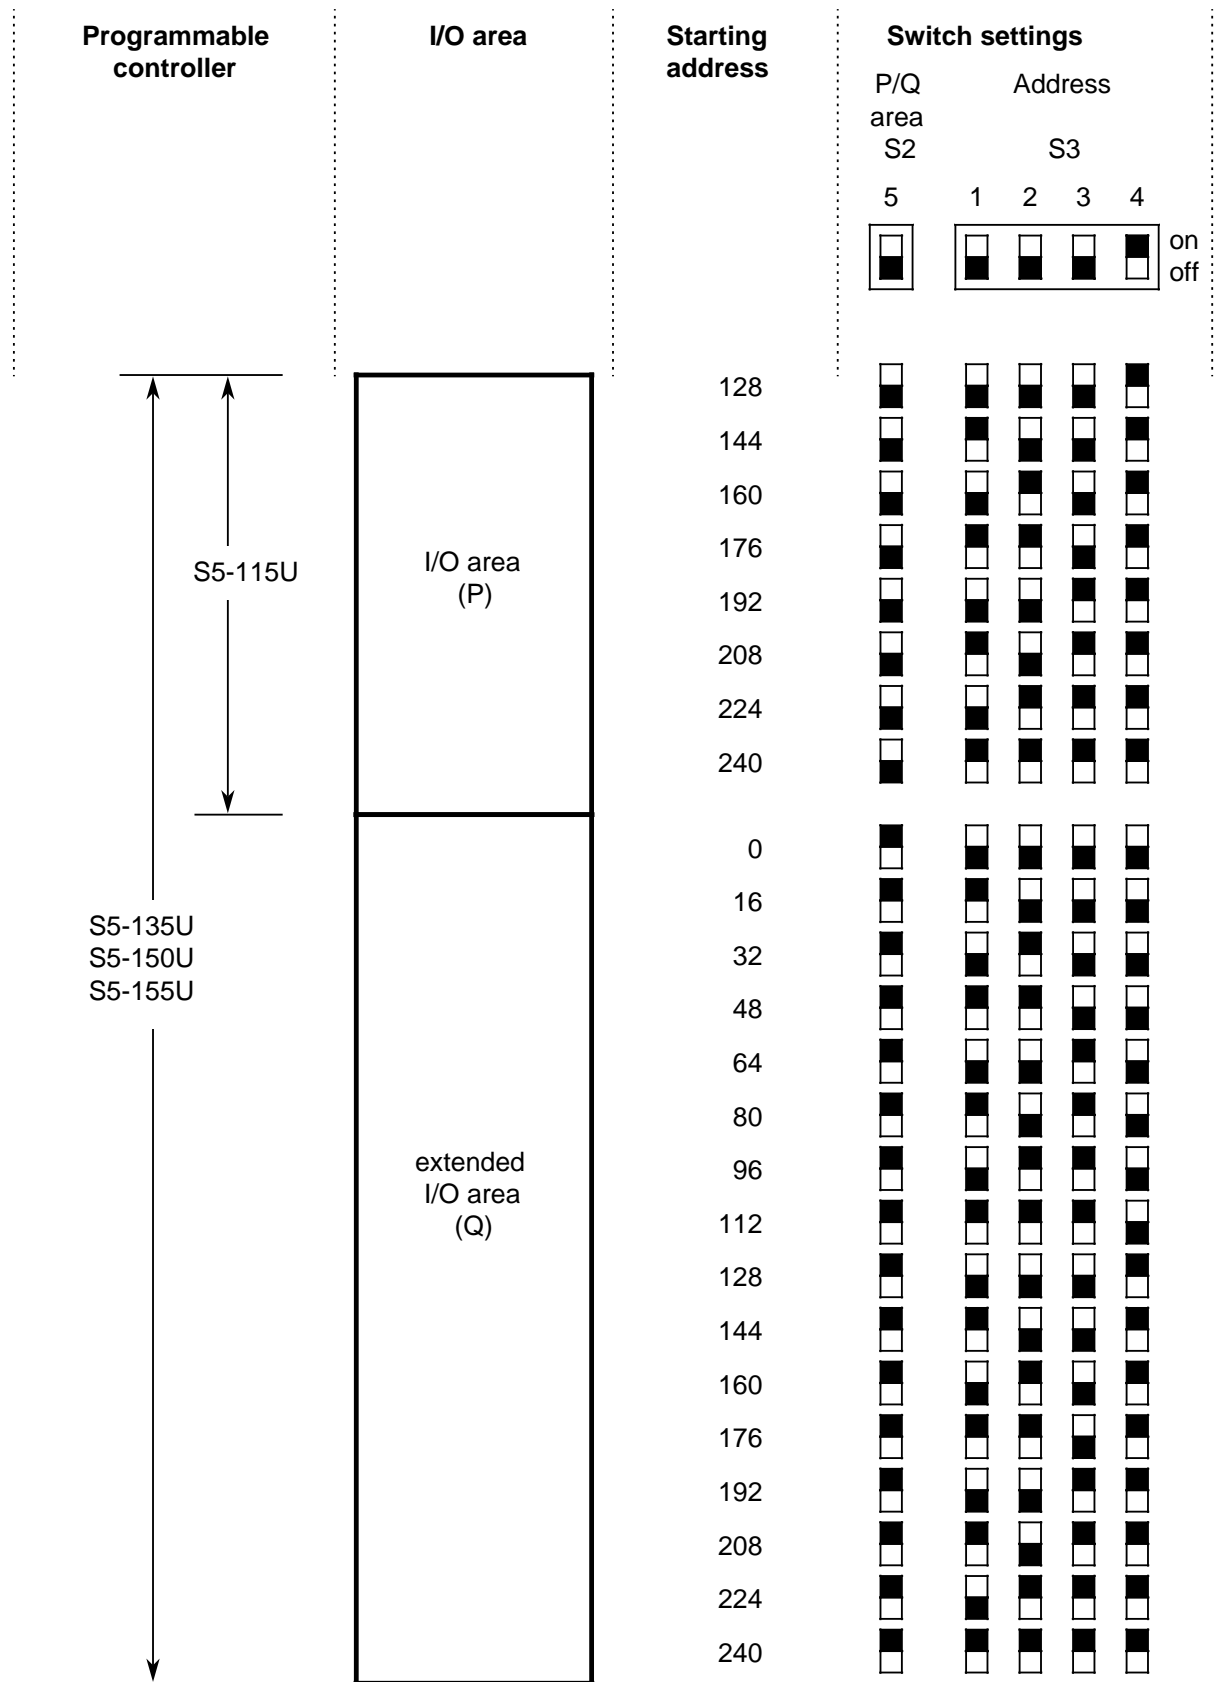 Programmable
controller
I/O area
Starting
address
Switch settings
P/Q
area
S2
Address
S3
5 1 2 3 4
on
off
128
144
160
176
192
208
224
240
S5-115U
I/O area
(P)
0
16
32
48
64
80
96
112
128
144
160
176
192
208
224
240
S5-135U
S5-150U
S5-155U
extended
I/O area
(Q)